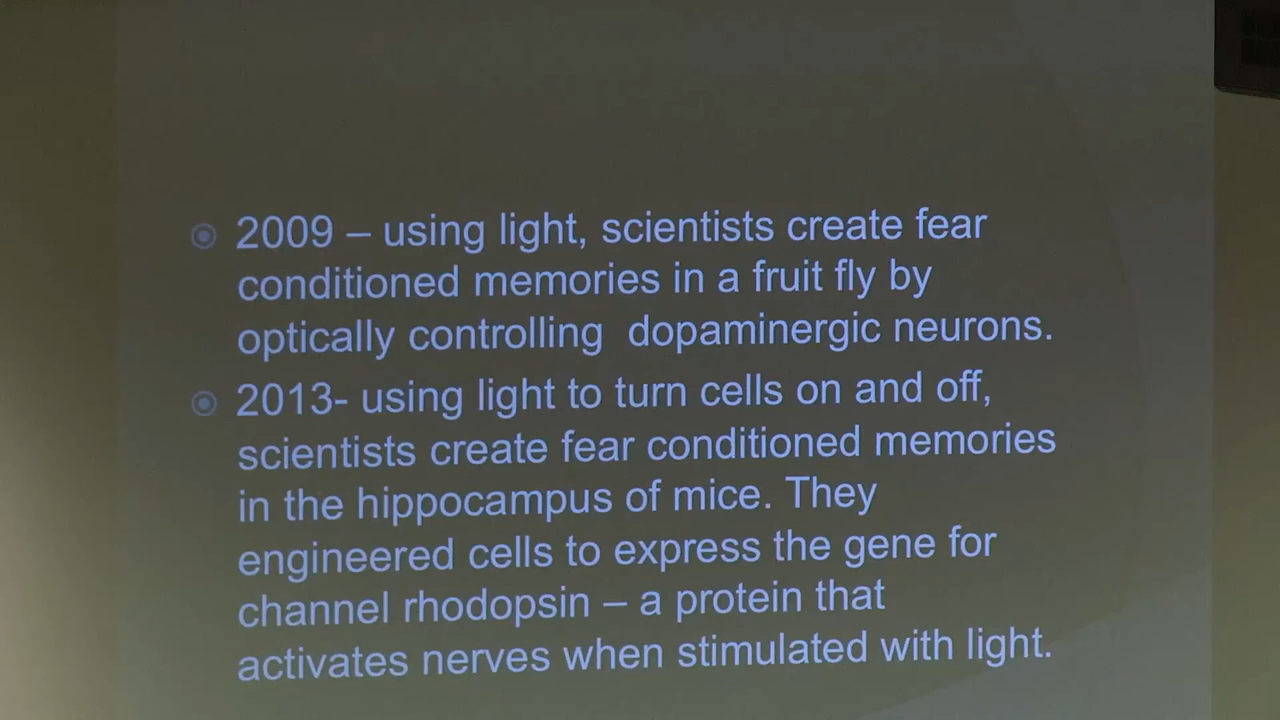 2009 – using light, scientists create fear
conditioned memories in a fruit fly by
optically controlling  dopaminergic neurons.
2013- using light to turn cells on and off,
scientists create fear conditioned memories
in the hippocampus of mice. They
engineered cells to express the gene for
channel rhodopsin – a protein that
activates nerves when stimulated with light.